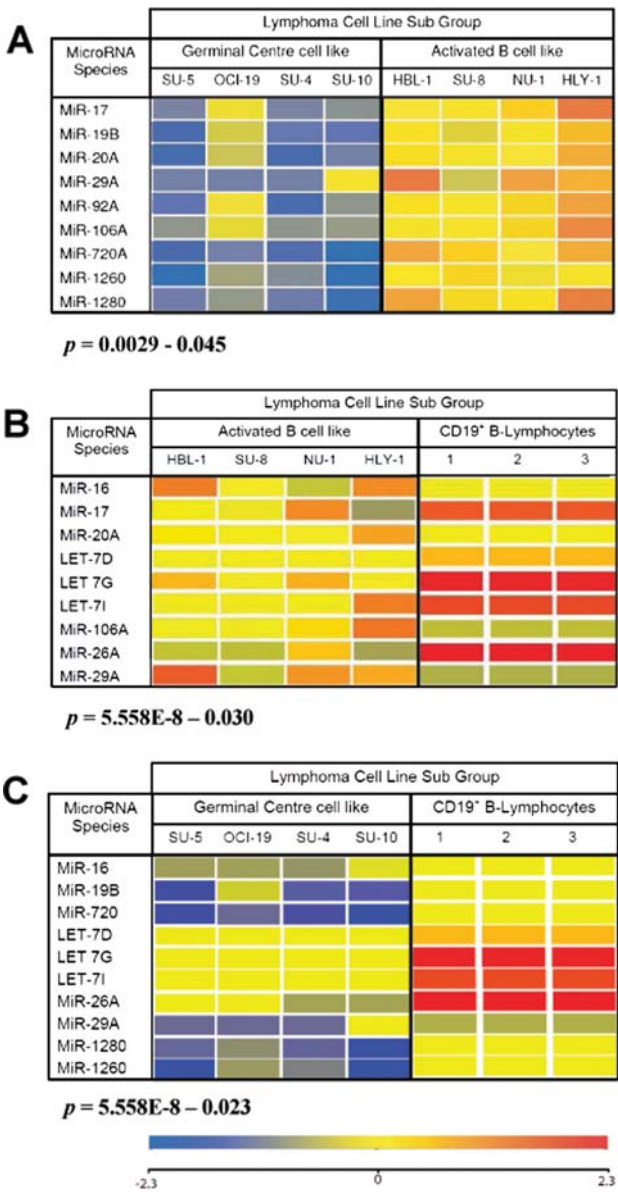 A
Lymphoma Cell Line Sub Group
MicroRNA Species
Germinal Centre cell like
Activated B cell like
SU-5 OCI-19 SU-4 SU-10 HBL-1 SU-8 NU-1 HLY-1
MiR-17
MiR-19B
MiR-20A
MiR-29A
MiR-92A
MiR-106A
MiR-720A
MiR-1260
MiR-1280
p = 0.0029 - 0.045
B
Lymphoma Cell Line Sub Group
MicroRNA Species
Activated B cell like
CD19+ B-Lymphocytes
HBL-1 SU-8 NU-1 HLY-1 1 2 3
MiR-16
MiR-17
MiR-20A
LET-7D
LET 7G
LET-7I
MiR-106A
MiR-26A
MiR-29A
p = 5.558E-8 – 0.030
C
Lymphoma Cell Line Sub Group
MicroRNA Species
Germinal Centre cell like
CD19+ B-Lymphocytes
SU-5 OCI-19 SU-4 SU-10 1 2 3
MiR-16
MiR-19B
MiR-720
LET-7D
LET 7G
LET-7I
MiR-26A
MiR-29A
MiR-1280
MiR-1260
p = 5.558E-8 – 0.023
-2.3 0 2.3